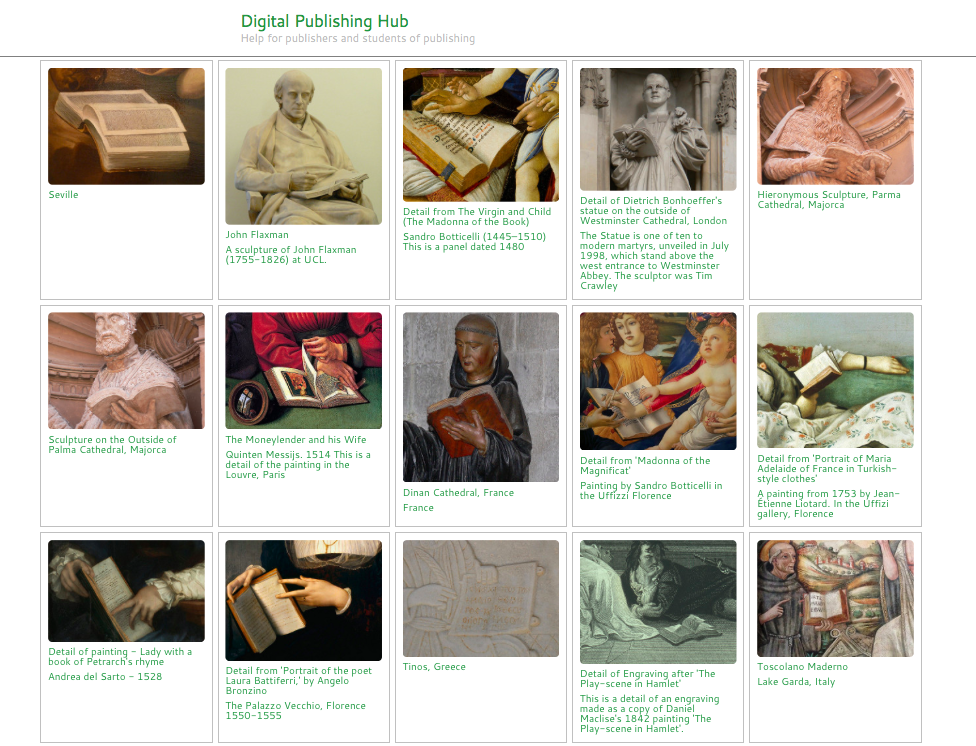 Digital Publishing Hub
Help for publishers and students of publishing
Seville
John Flaxman
A sculpture of John Flaxman
(1755-1826) at UCL.
Detail from The Virgin and Child
(The Madonna of the Book)
Sandro Botticelli (1445–1510)
This is a panel dated 1480
Detail of Dietrich Bonhoeffer's
statue on the outside of
Westminster Cathedral, London
The Statue is one of ten to
modern martyrs, unveiled in July
1998, which stand above the
west entrance to Westminster
Abbey. The sculptor was Tim
Crawley
Hieronymous Sculpture, Parma
Cathedral, Majorca
Sculpture on the Outside of
Palma Cathedral, Majorca
The Moneylender and his Wife
Quinten Messijs. 1514 This is a
detail of the painting in the
Louvre, Paris
Dinan Cathedral, France
France
Detail from 'Madonna of the
Magnificat'
Painting by Sandro Botticelli in
the Uffizzi Florence
Detail from 'Portrait of Maria
Adelaide of France in Turkish-
style clothes'
A painting from 1753 by Jean-
Étienne Liotard. In the Uffizi
gallery, Florence
Detail of painting - Lady with a
book of Petrarch's rhyme
Andrea del Sarto - 1528
Detail from 'Portrait of the poet
Laura Battiferri,' by Angelo
Bronzino
The Palazzo Vecchio, Florence
1550-1555
Tinos, Greece
Detail of Engraving after 'The
Play-scene in Hamlet'
This is a detail of an engraving
made as a copy of Daniel
Maclise's 1842 painting 'The
Play-scene in Hamlet'.
Toscolano Maderno
Lake Garda, Italy